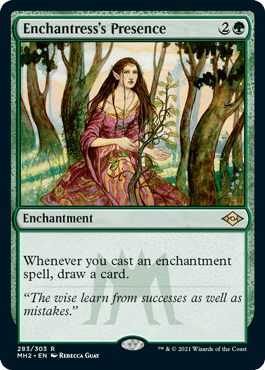 Enchantress's Presence 2
Enchantment
Whenever you cast an enchantment
spell, draw a card.
"The wise learn from successes as well as
mistakes."
283/303 R
MH2 • EN Rebecca Guay
™ & © 2021 Wizards of the Coast